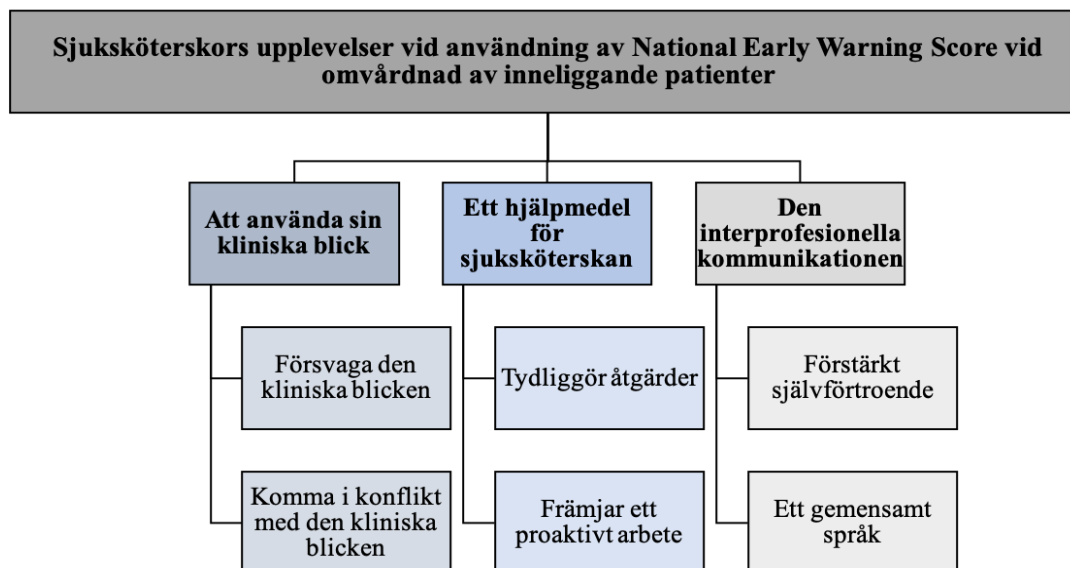 Sjuksköterskors upplevelser vid användning av National Early Warning Score vid
omvårdnad av inneliggande patienter
Att använda sin
kliniska blick
Ett hjälpmedel
för
sjuksköterskan
Den
interprofesionella
kommunikationen
Försvaga den
kliniska blicken
Tydliggör åtgärder
Förstärkt
självförtroende
Komma i konflikt
med den kliniska
blicken
Främjar ett
proaktivt arbete
Ett gemensamt
språk